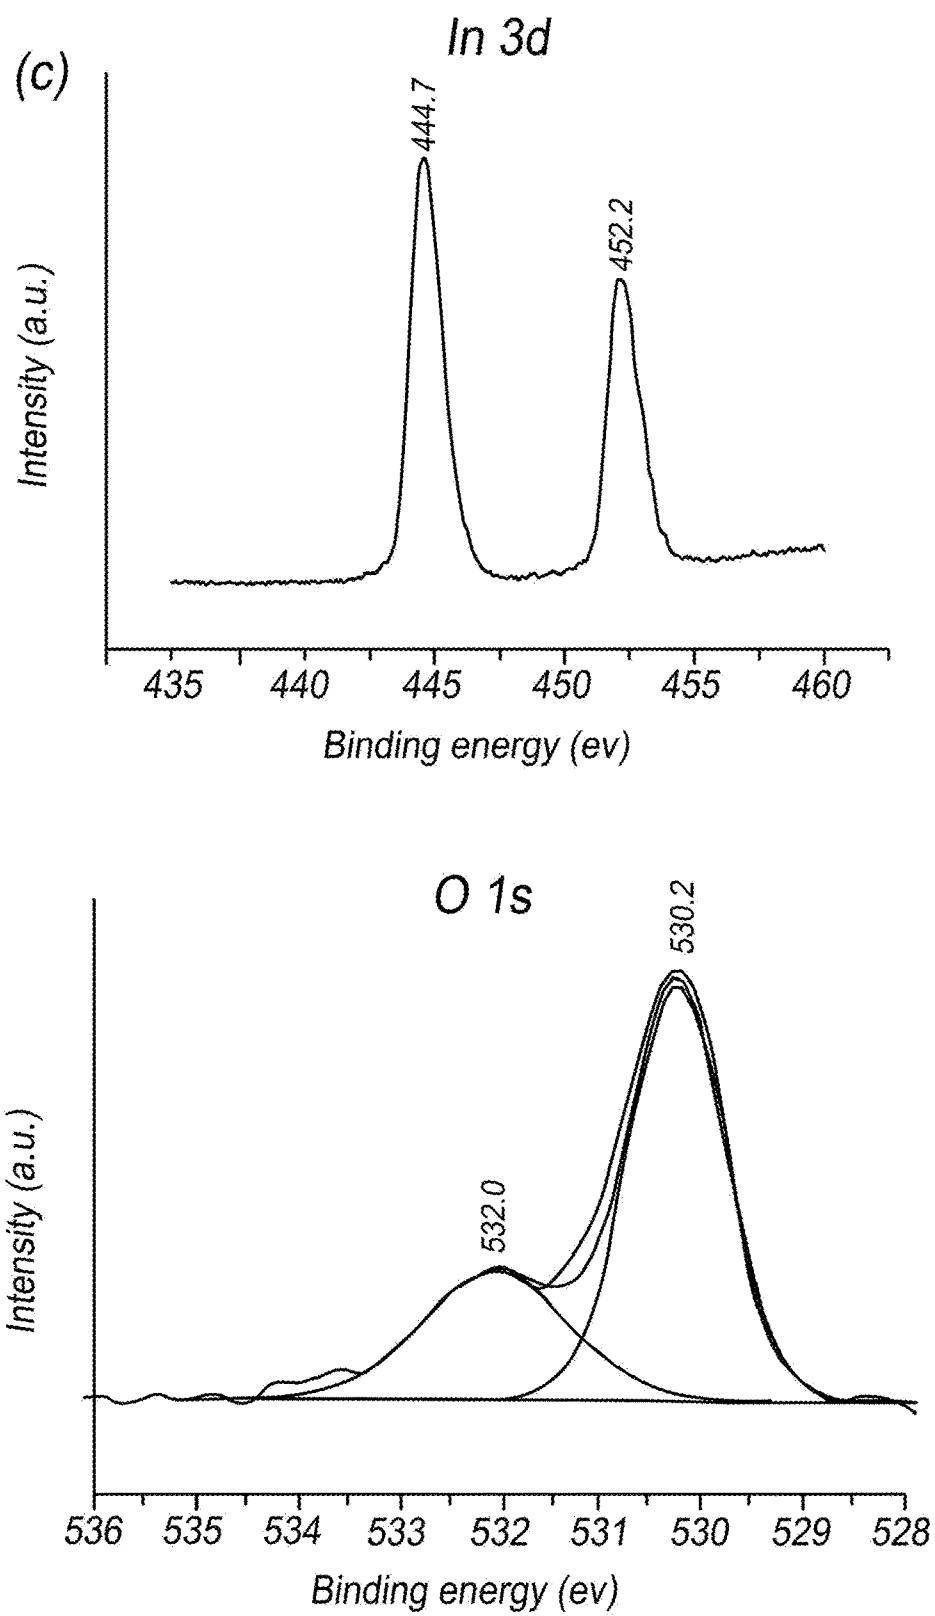 In 3d
(c)
444.7
452.2
Intensity (a.u.)
435 440 445 450 455 460
Binding energy (ev)
O 1s
530.2
532.0
Intensity (a.u.)
536 535 534 533 532 531 530 529 528
Binding energy (ev)